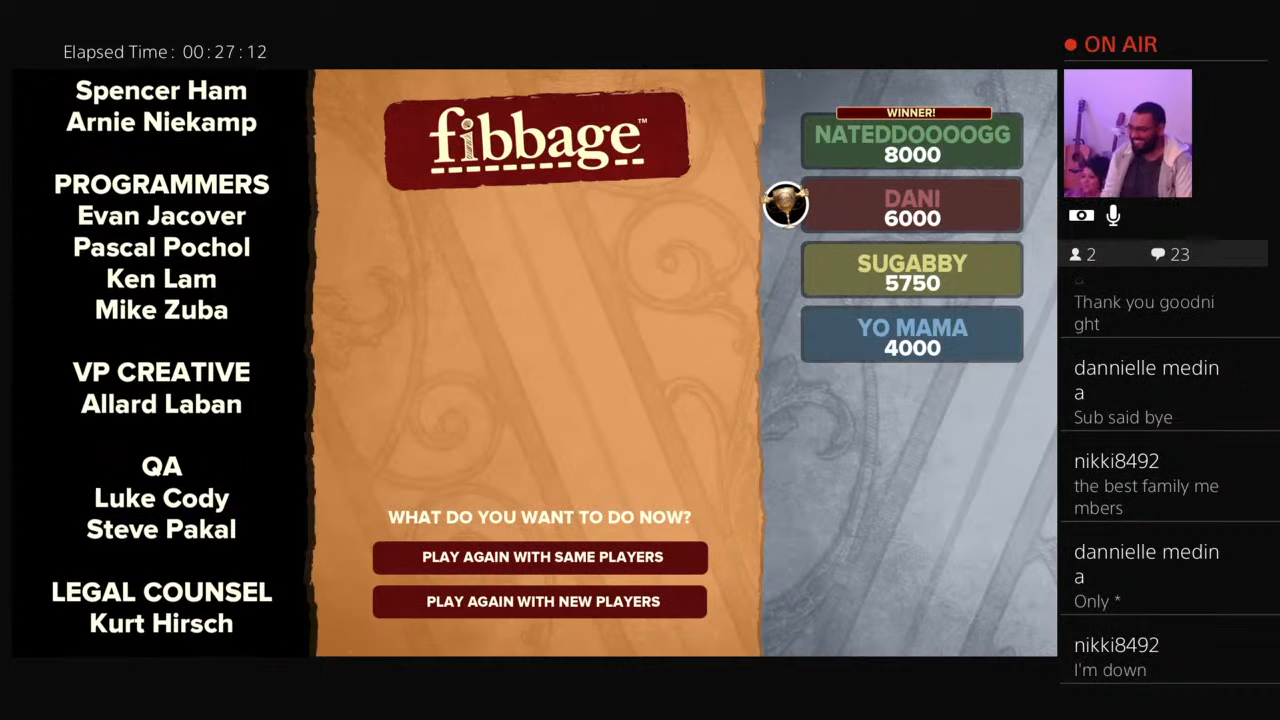 Elapsed Time: 00:27:12
Spencer Ham
Arnie Niekamp
PROGRAMMERS
Evan Jacover
Pascal Pochol
Ken Lam
Mike Zuba
VP CREATIVE
Allard Laban
QA
Luke Cody
Steve Pakal
LEGAL COUNSEL
Kurt Hirsch
fibbage™
WHAT DO YOU WANT TO DO NOW?
PLAY AGAIN WITH SAME PLAYERS
PLAY AGAIN WITH NEW PLAYERS
WINNER!
NATEDDOOOOGG
8000
DANI
6000
SUGABBY
5750
YO MAMA
4000
ON AIR
2
23
Thank you goodni
ght
dannielle medin
a
Sub said bye
nikki8492
the best family me
mbers
dannielle medin
a
Only *
nikki8492
I'm down